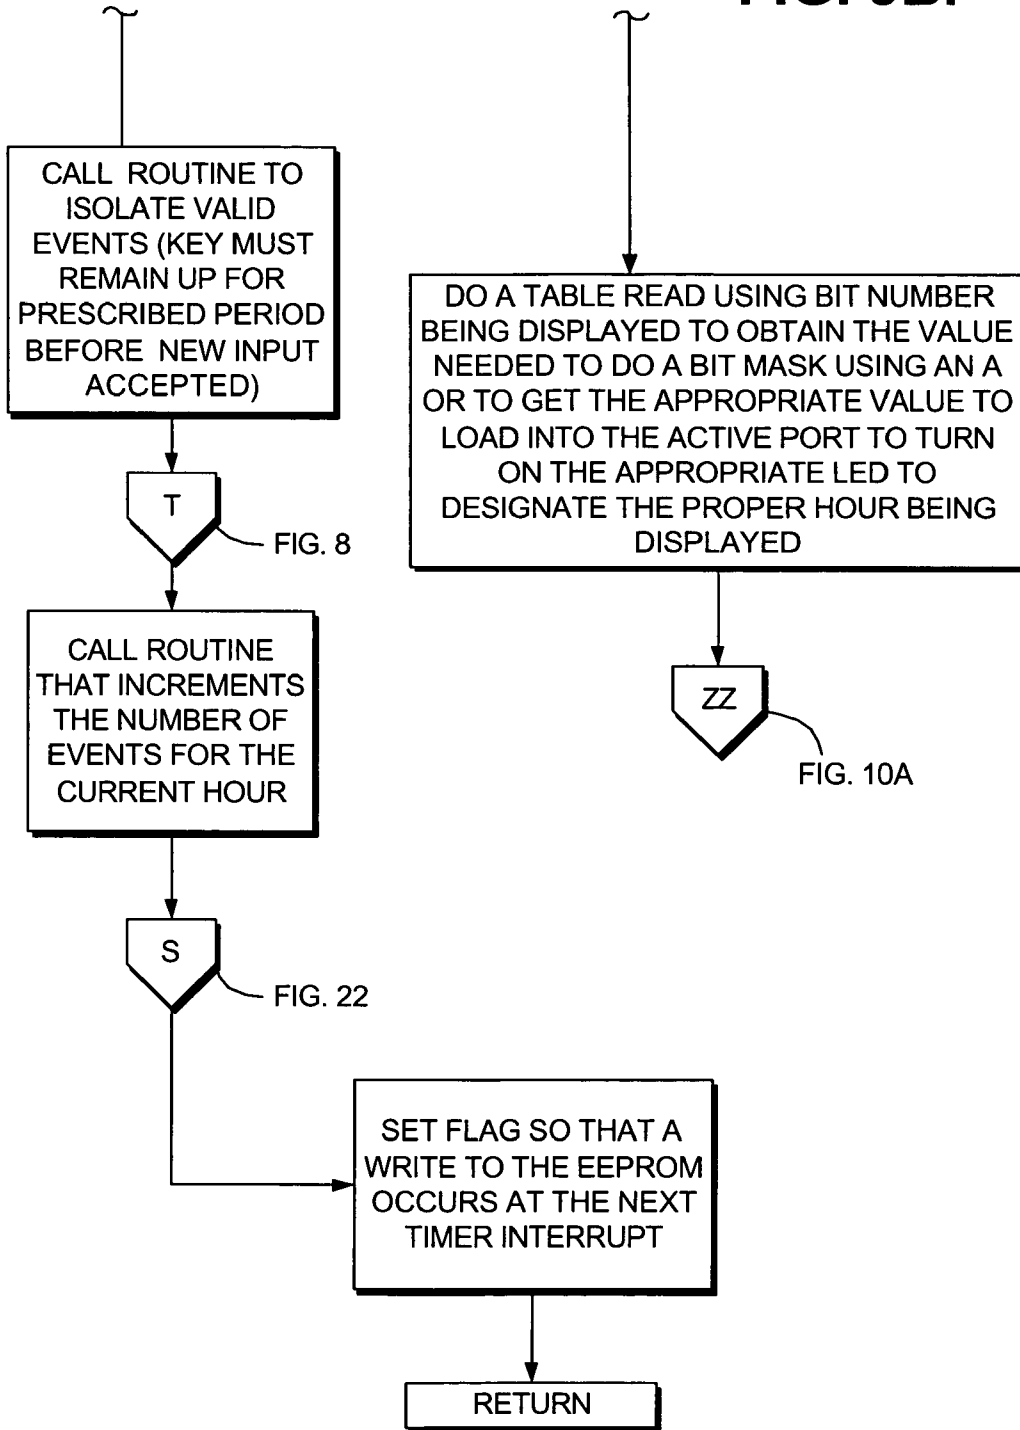 CALL ROUTINE TO
ISOLATE VALID
EVENTS (KEY MUST
REMAIN UP FOR
PRESCRIBED PERIOD
BEFORE NEW INPUT
ACCEPTED)
T
FIG. 8
CALL ROUTINE
THAT INCREMENTS
THE NUMBER OF
EVENTS FOR THE
CURRENT HOUR
S
FIG. 22
SET FLAG SO THAT A
WRITE TO THE EEPROM
OCCURS AT THE NEXT
TIMER INTERRUPT
RETURN
DO A TABLE READ USING BIT NUMBER
BEING DISPLAYED TO OBTAIN THE VALUE
NEEDED TO DO A BIT MASK USING AN A
OR TO GET THE APPROPRIATE VALUE TO
LOAD INTO THE ACTIVE PORT TO TURN
ON THE APPROPRIATE LED TO
DESIGNATE THE PROPER HOUR BEING
DISPLAYED
ZZ
FIG. 10A